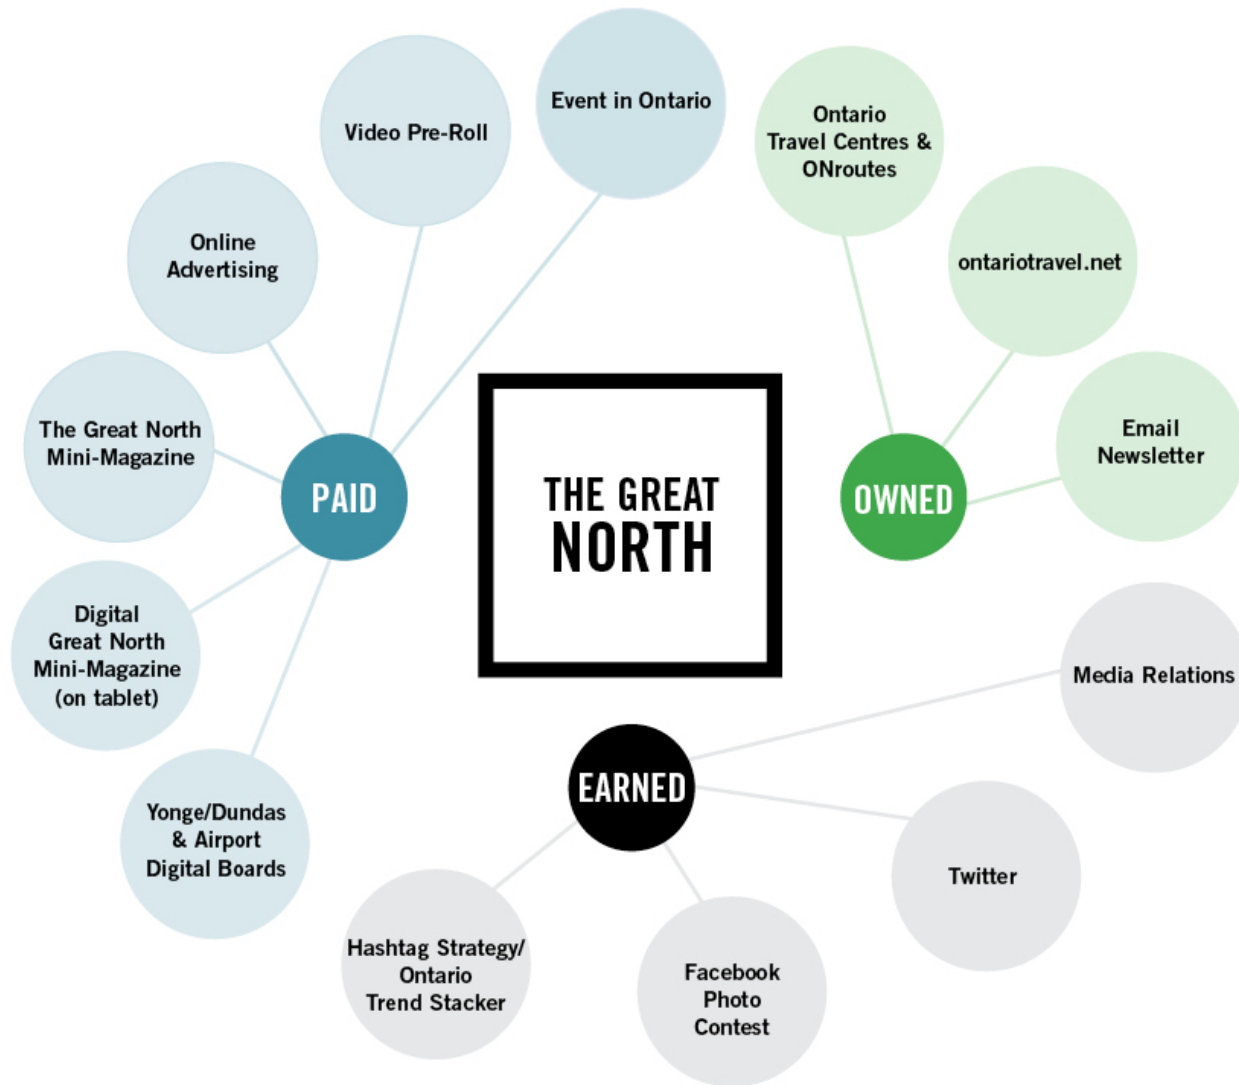 Event in Ontario
Video Pre-Roll
Online
Advertising
The Great North
Mini-Magazine
Digital
Great North
Mini-Magazine
(on tablet)
Yonge/Dundas
& Airport
Digital Boards
PAID
THE GREAT
NORTH
Ontario
Travel Centres &
ONroutes
ontariotravel.net
Email
Newsletter
OWNED
Media Relations
Twitter
Facebook
Photo
Contest
Hashtag Strategy/
Ontario
Trend Stacker
EARNED